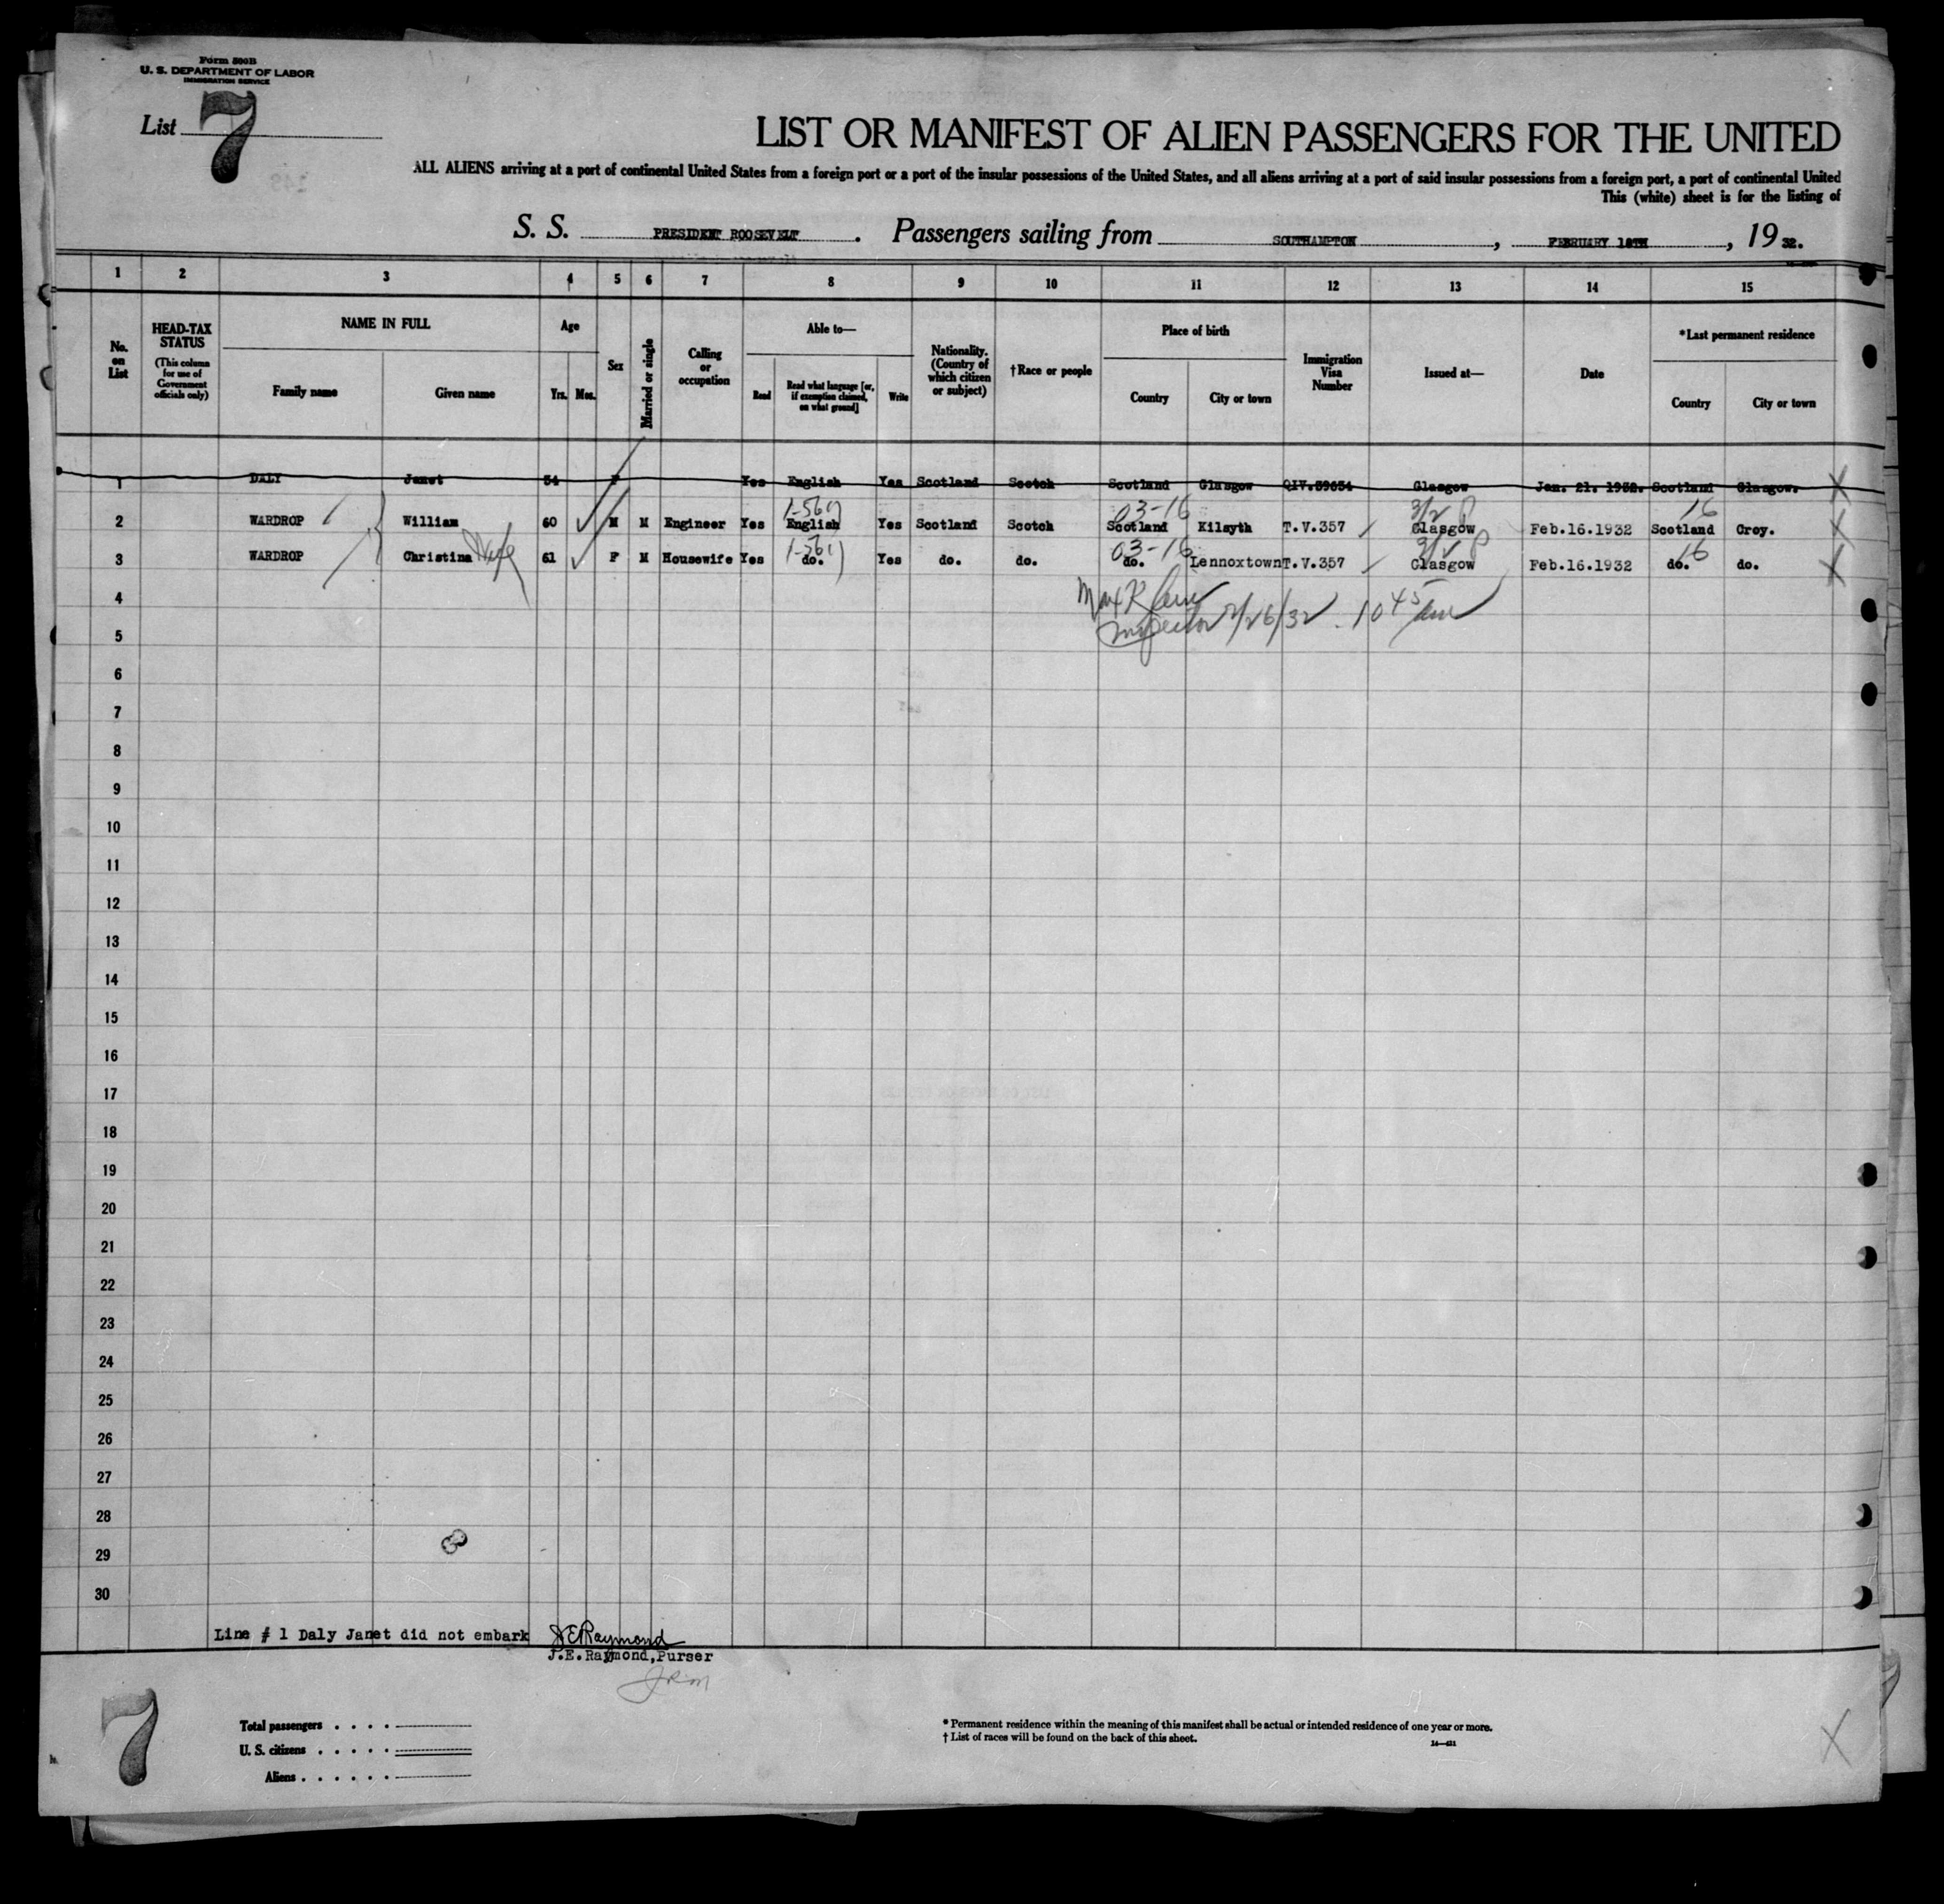 Form 500B
U. S. DEPARTMENT OF LABOR
IMMIGRATION SERVICE
List 7
LIST OR MANIFEST OF ALIEN PASSENGERS FOR THE UNITED
ALL ALIENS arriving at a port of continental United States from a foreign port or a port of the insular possessions of the United States, and all aliens arriving at a port of said insular possessions from a foreign port, a port of continental United
This (white) sheet is for the listing of
S. S. PRESIDENT ROOSEVELT. Passengers sailing from SOUTHAMPTON, FEBRUARY 18TH, 1932.
1 2 3 4 5 6 7 8 9 10 11 12 13 14 15
No. on List
HEAD-TAX STATUS
(This column for use of Government officials only)
NAME IN FULL
Family name Given name
Age
Yrs. Mos.
Sex
Married or single
Calling or occupation
Able to—
Read Read what language [or, if exemption claimed, on what ground] Write
Nationality. (Country of which citizen or subject)
†Race or people
Place of birth
Country City or town
Immigration Visa Number
Issued at—
Date
*Last permanent residence
Country City or town
1 DALY Janet 54 F Yes English Yes Scotland Scotch Scotland Glasgow QIV.39654 Glasgow Jan. 21. 1932. Scotland Glasgow. X
03-16 3/2 P 16
2 WARDROP William 60 M M Engineer Yes English Yes Scotland Scotch Scotland Kilsyth T.V.357 Glasgow Feb.16.1932 Scotland Croy. X
03-16 3/2 P 16
3 WARDROP Christina Wife 61 F M Housewife Yes do. Yes do. do. do. Lennoxtown T.V.357 Glasgow Feb.16.1932 do. do. X
4
Inspector 2/26/32. 10 45 am
5
6
7
8
9
10
11
12
13
14
15
16
17
18
19
20
21
22
23
24
25
26
27
28
29
30
Line # 1 Daly Janet did not embark JERaymond
J.E.Raymond,Purser
7
Total passengers
U. S. citizens
Aliens
* Permanent residence within the meaning of this manifest shall be actual or intended residence of one year or more.
† List of races will be found on the back of this sheet.
X